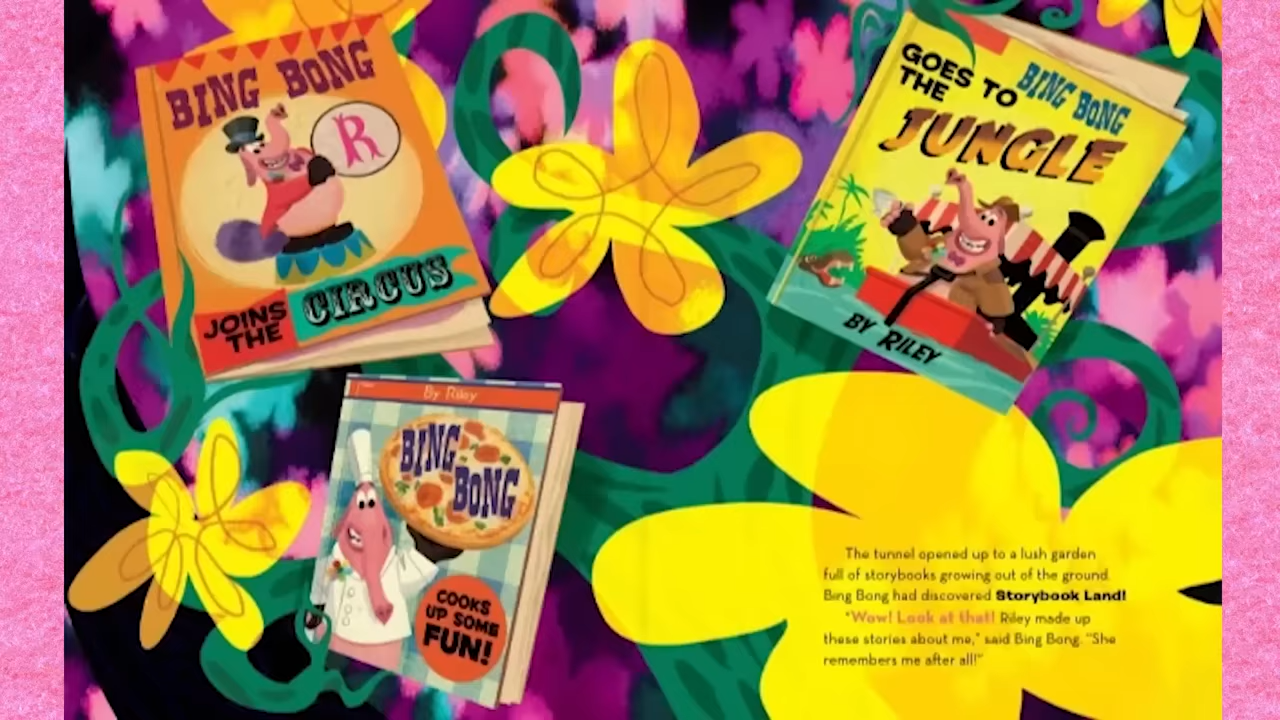 BING BONG
R
JOINS
THE
CIRCUS
GOES TO
THE
BING BONG
JUNGLE
BY RILEY
By Riley
BING
BONG
COOKS
UP SOME
FUN!
The tunnel opened up to a lush garden
full of storybooks growing out of the ground.
Bing Bong had discovered Storybook Land!
"Wow! Look at that! Riley made up
these stories about me," said Bing Bong. "She
remembers me after all!"